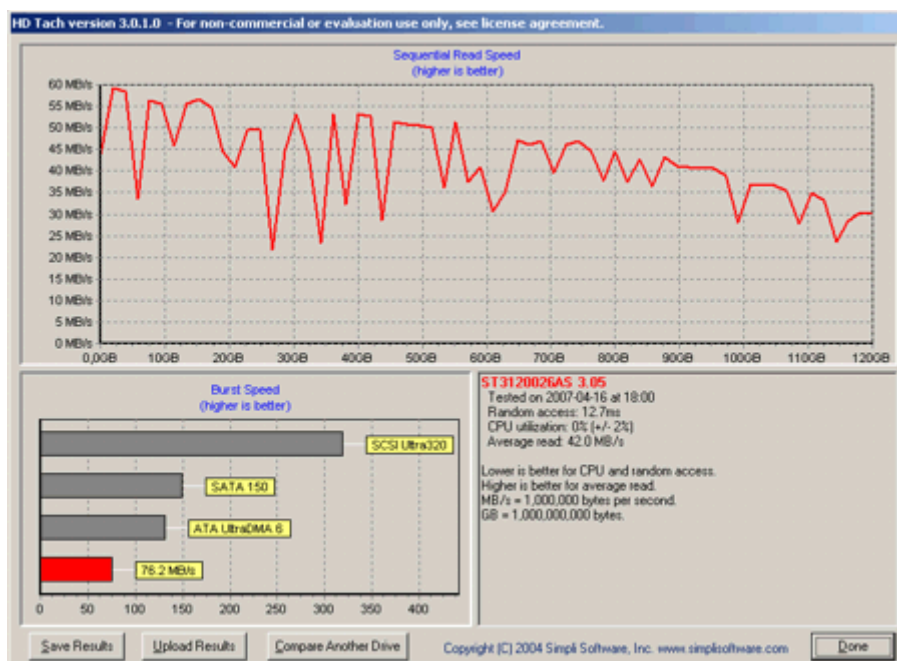 HD Tach version 3.0.1.0 - For non-commercial or evaluation use only, see license agreement.
Sequential Read Speed
(higher is better)
60 MB/s
55 MB/s
50 MB/s
45 MB/s
40 MB/s
35 MB/s
30 MB/s
25 MB/s
20 MB/s
15 MB/s
10 MB/s
5 MB/s
0 MB/s
0,0GB 10GB 20GB 30GB 40GB 50GB 60GB 70GB 80GB 90GB 100GB 110GB 120GB
Burst Speed
(higher is better)
SCSI Ultra320
SATA 150
ATA UltraDMA 6
76.2 MB/s
0 50 100 150 200 250 300 350 400
ST3120026AS 3.05
Tested on 2007-04-16 at 18:00
Random access: 12.7ms
CPU utilization: 0% (+/- 2%)
Average read: 42.0 MB/s
Lower is better for CPU and random access.
Higher is better for average read.
MB/s = 1,000,000 bytes per second.
GB = 1,000,000,000 bytes.
Save Results Upload Results Compare Another Drive Copyright (C) 2004 Simpli Software, Inc. www.simplisoftware.com Done